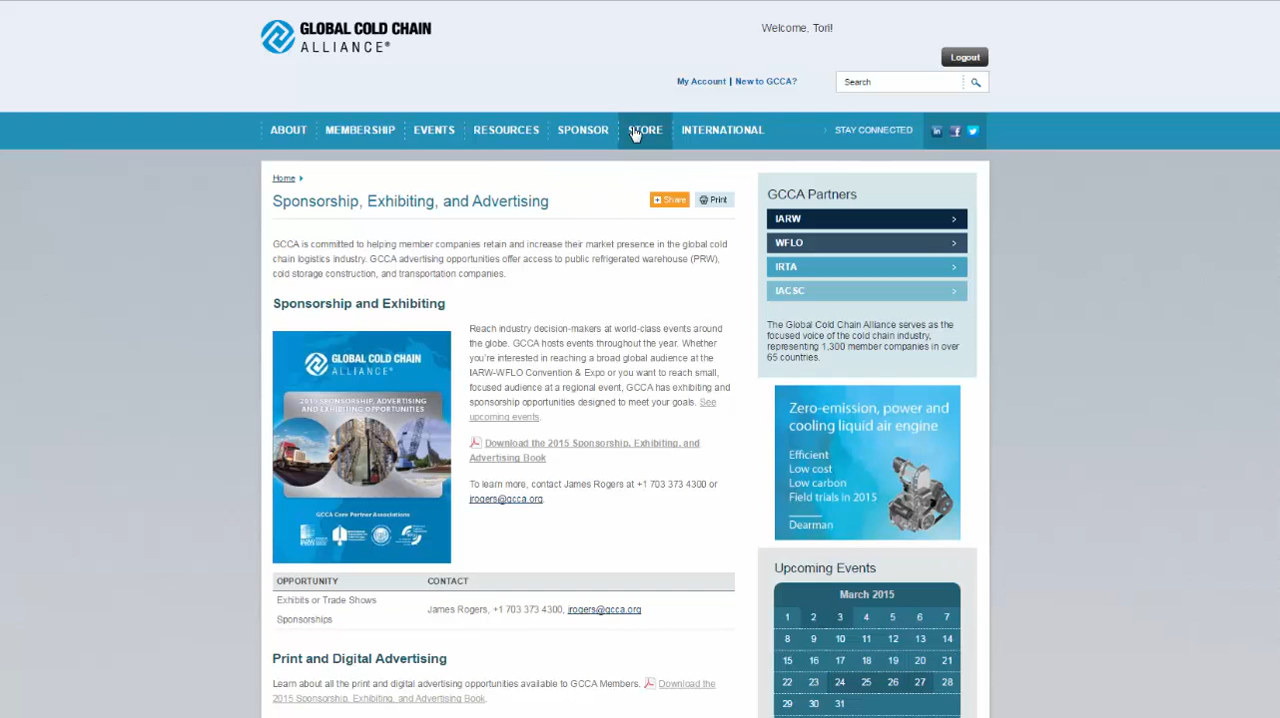 GLOBAL COLD CHAIN
ALLIANCE®
Welcome, Tori!
Logout
My Account | New to GCCA?
Search
ABOUT MEMBERSHIP EVENTS RESOURCES SPONSOR STORE INTERNATIONAL STAY CONNECTED
Home
Sponsorship, Exhibiting, and Advertising
Share Print
GCCA is committed to helping member companies retain and increase their market presence in the global cold
chain logistics industry. GCCA advertising opportunities offer access to public refrigerated warehouse (PRW),
cold storage construction, and transportation companies.
Sponsorship and Exhibiting
GLOBAL COLD CHAIN
ALLIANCE
2015 SPONSORSHIP, ADVERTISING
AND EXHIBITING OPPORTUNITIES
GCCA Core Partner Associations
Reach industry decision-makers at world-class events around
the globe. GCCA hosts events throughout the year. Whether
you're interested in reaching a broad global audience at the
IARW-WFLO Convention & Expo or you want to reach small,
focused audience at a regional event, GCCA has exhibiting and
sponsorship opportunities designed to meet your goals. See
upcoming events.
Download the 2015 Sponsorship, Exhibiting, and
Advertising Book
To learn more, contact James Rogers at +1 703 373 4300 or
jrogers@gcca.org.
OPPORTUNITY CONTACT
Exhibits or Trade Shows
James Rogers, +1 703 373 4300, jrogers@gcca.org
Sponsorships
Print and Digital Advertising
Learn about all the print and digital advertising opportunities available to GCCA Members. Download the
2015 Sponsorship, Exhibiting, and Advertising Book.
GCCA Partners
IARW
WFLO
IRTA
IACSC
The Global Cold Chain Alliance serves as the
focused voice of the cold chain industry,
representing 1,300 member companies in over
65 countries.
Zero-emission, power and
cooling liquid air engine
Efficient
Low cost
Low carbon
Field trials in 2015
Dearman
Upcoming Events
March 2015
1 2 3 4 5 6 7
8 9 10 11 12 13 14
15 16 17 18 19 20 21
22 23 24 25 26 27 28
29 30 31